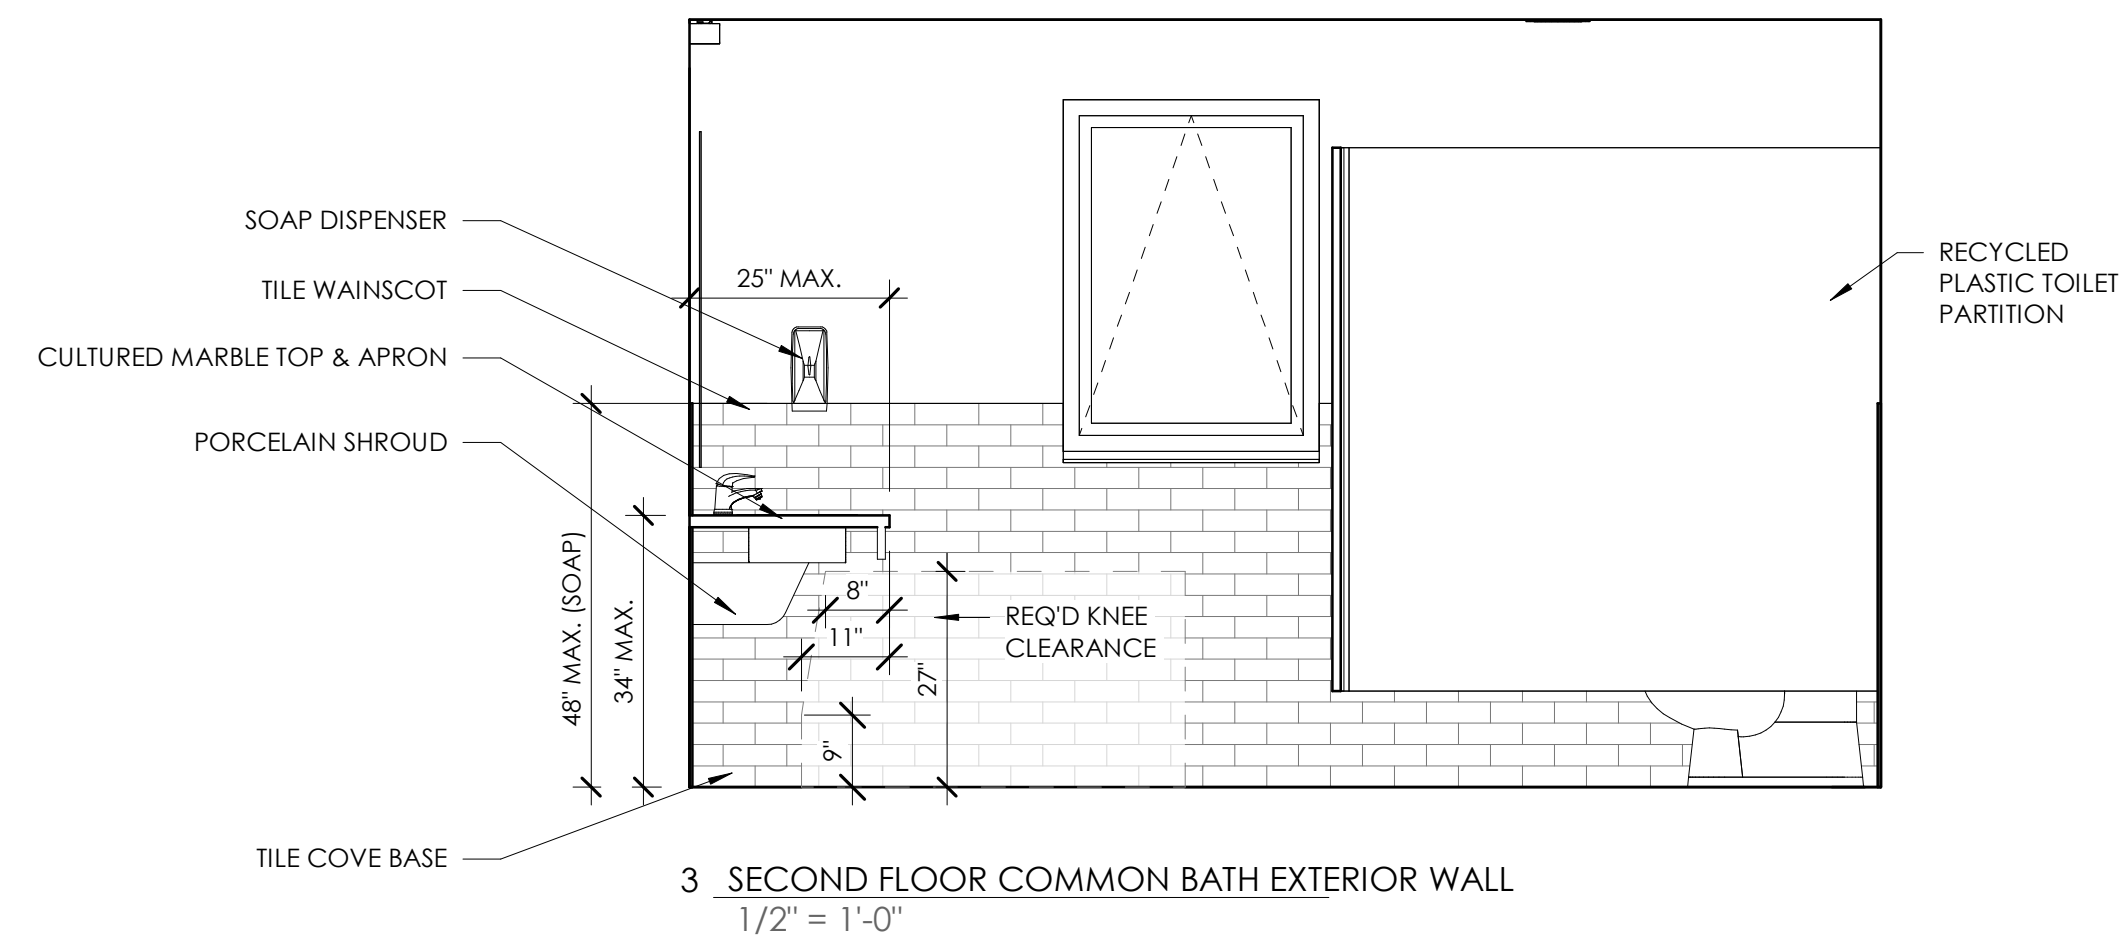 SOAP DISPENSER
TILE WAINSCOT
CULTURED MARBLE TOP & APRON
PORCELAIN SHROUD
TILE COVE BASE
25" MAX.
48" MAX. (SOAP)
34" MAX.
8"
11"
9"
27"
REQ'D KNEE
CLEARANCE
RECYCLED
PLASTIC TOILET
PARTITION
3 SECOND FLOOR COMMON BATH EXTERIOR WALL
1/2" = 1'-0"